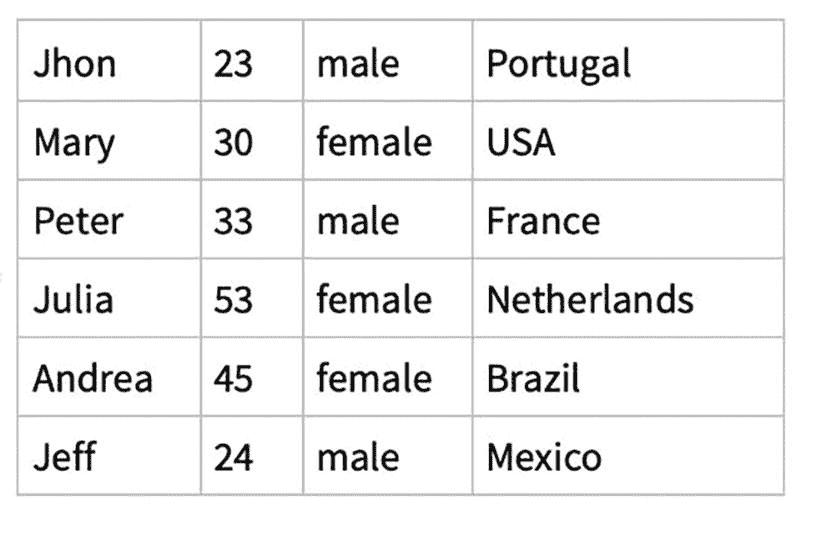 Jhon 23 male Portugal
Mary 30 female USA
Peter 33 male France
Julia 53 female Netherlands
Andrea 45 female Brazil
Jeff 24 male Mexico